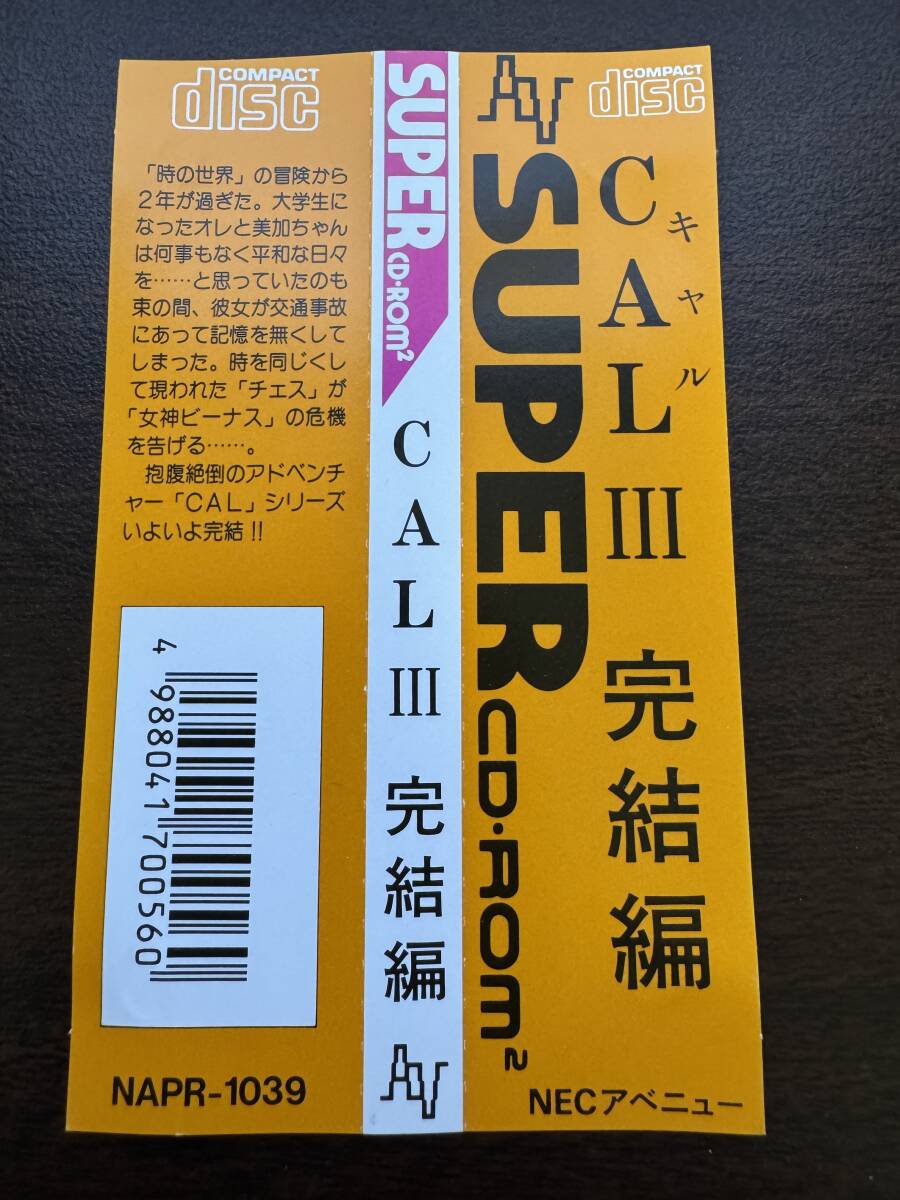 COMPACT
disc
「時の世界」の冒険から
2年が過ぎた。大学生に
なったオレと美加ちゃん
は何事もなく平和な日々
を……と思っていたのも
束の間、彼女が交通事故
にあって記憶を無くして
しまった。時を同じくし
て現われた「チェス」が
「女神ビーナス」の危機
を告げる……。
抱腹絶倒のアドベンチ
ャー「CAL」シリーズ
いよいよ完結!!
4 988041 700560
NAPR-1039
SUPER CD・ROM²
CAL III 完結編
AV
AV
SUPER CD・ROM²
COMPACT
disc
CAL III 完結編
キャル
NECアベニュー